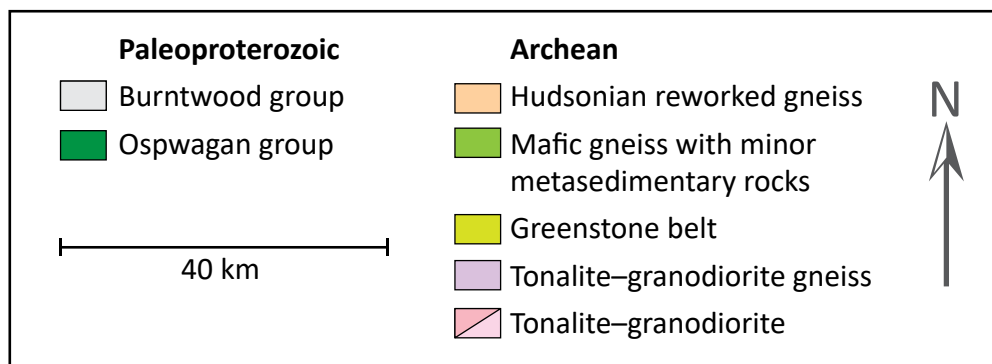 Paleoproterozoic
Burntwood group
Ospwagan group
40 km
Archean
Hudsonian reworked gneiss
Mafic gneiss with minor
metasedimentary rocks
Greenstone belt
Tonalite–granodiorite gneiss
Tonalite–granodiorite
N